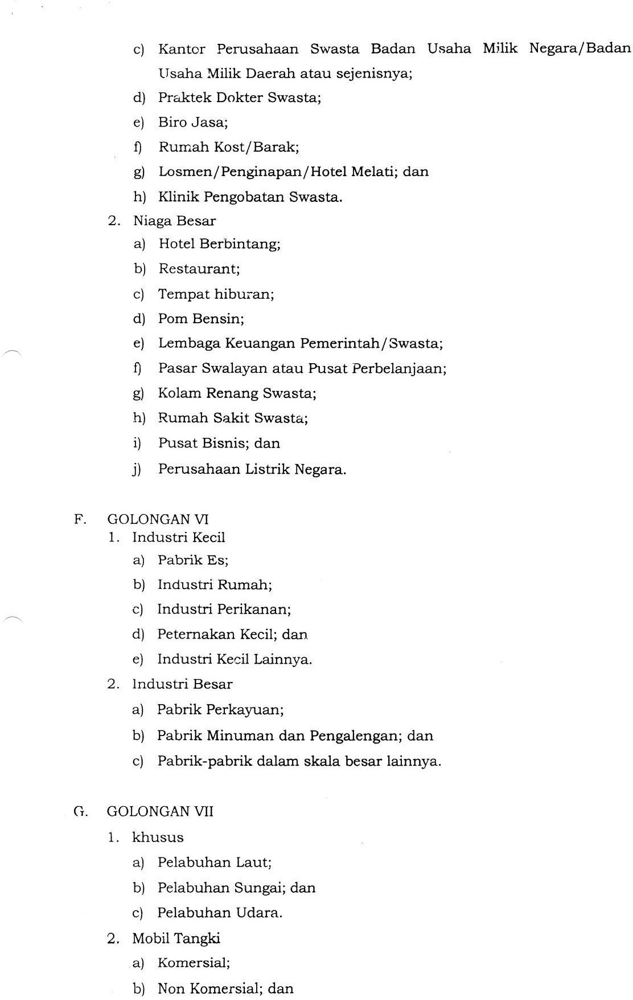 c) Kantor Perusahaan Swasta Badan Usaha Milik Negara/Badan
Usaha Milik Daerah atau sejenisnya;
d) Praktek Dokter Swasta;
e) Biro Jasa;
f) Rumah Kost/Barak;
g) Losmen/Penginapan/Hotel Melati; dan
h) Klinik Pengobatan Swasta.
2. Niaga Besar
a) Hotel Berbintang;
b) Restaurant;
c) Tempat hiburan;
d) Pom Bensin;
e) Lembaga Keuangan Pemerintah/Swasta;
f) Pasar Swalayan atau Pusat Perbelanjaan;
g) Kolam Renang Swasta;
h) Rumah Sakit Swasta;
i) Pusat Bisnis; dan
j) Perusahaan Listrik Negara.
F. GOLONGAN VI
1. Industri Kecil
a) Pabrik Es;
b) Industri Rumah;
c) Industri Perikanan;
d) Peternakan Kecil; dan
e) Industri Kecil Lainnya.
2. Industri Besar
a) Pabrik Perkayuan;
b) Pabrik Minuman dan Pengalengan; dan
c) Pabrik-pabrik dalam skala besar lainnya.
G. GOLONGAN VII
1. khusus
a) Pelabuhan Laut;
b) Pelabuhan Sungai; dan
c) Pelabuhan Udara.
2. Mobil Tangki
a) Komersial;
b) Non Komersial; dan